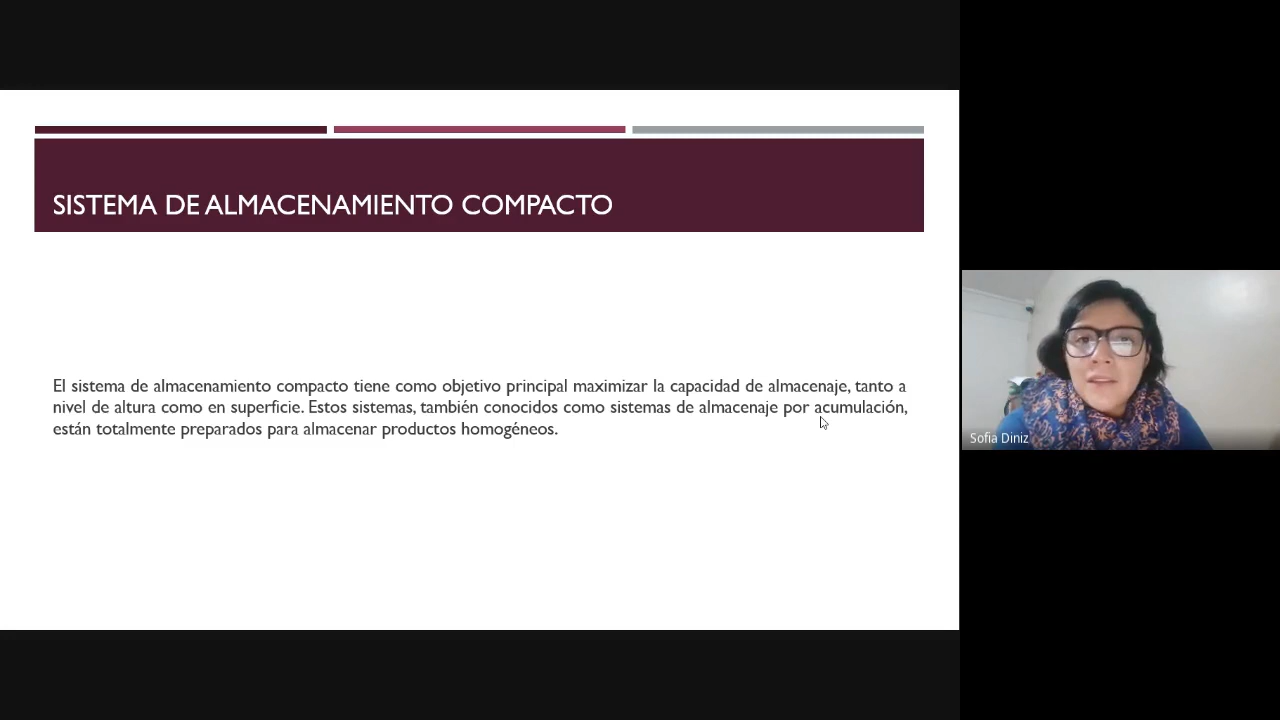 SISTEMA DE ALMACENAMIENTO COMPACTO
El sistema de almacenamiento compacto tiene como objetivo principal maximizar la capacidad de almacenaje, tanto a
nivel de altura como en superficie. Estos sistemas, también conocidos como sistemas de almacenaje por acumulación,
están totalmente preparados para almacenar productos homogéneos.
Sofia Diniz